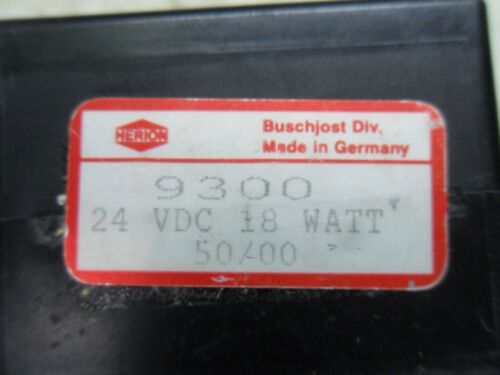 HERION
Buschjost Div.
Made in Germany
9300
24 VDC 18 WATT
50/00